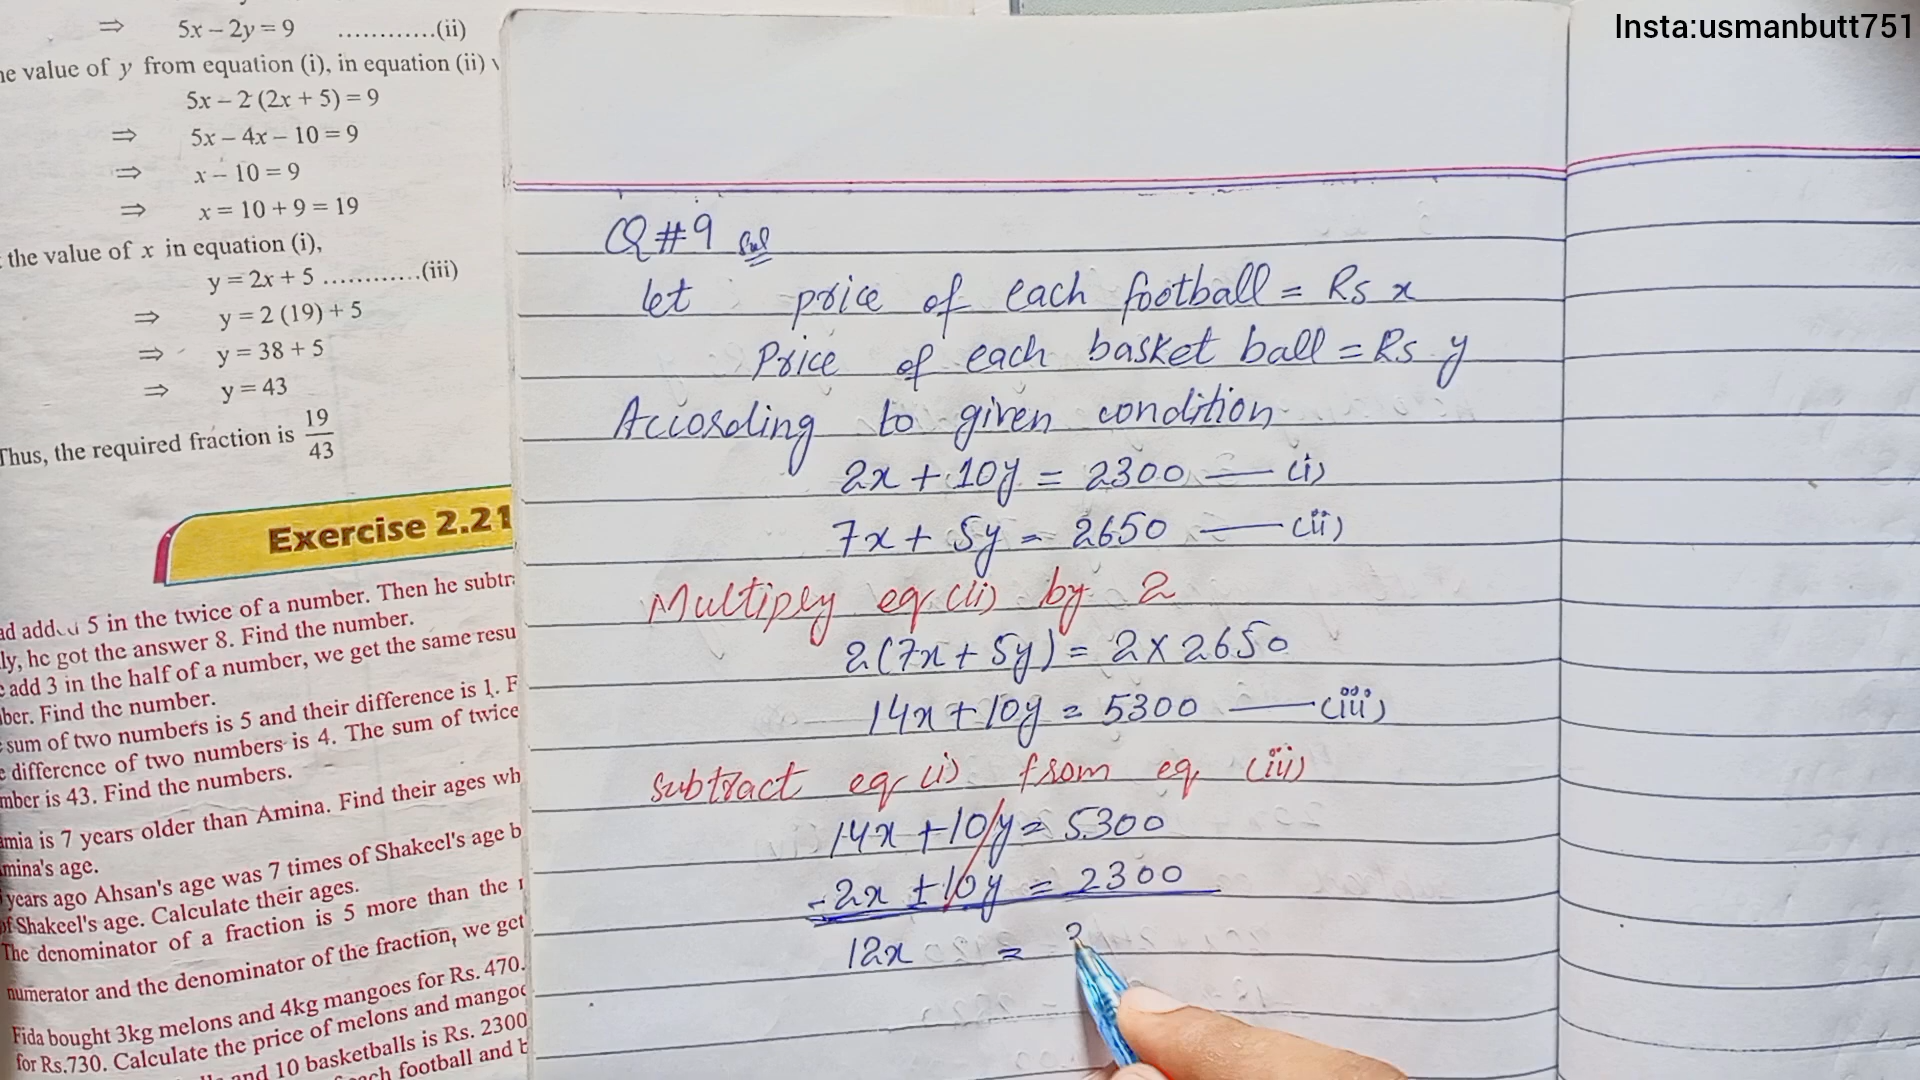 Insta:usmanbutt751
⇒ 5x – 2y = 9 ............(ii)
value of y from equation (i), in equation (ii)
5x – 2 (2x + 5) = 9
⇒ 5x – 4x – 10 = 9
⇒ x – 10 = 9
⇒ x = 10 + 9 = 19
the value of x in equation (i),
y = 2x + 5 ............(iii)
⇒ y = 2 (19) + 5
⇒ y = 38 + 5
⇒ y = 43
Thus, the required fraction is 19/43
Exercise 2.21
5 in the twice of a number. Then he subtr
ly, he got the answer 8. Find the number.
add 3 in the half of a number, we get the same resu
ber. Find the number.
sum of two numbers is 5 and their difference is 1. F
difference of two numbers is 4. The sum of twice
mber is 43. Find the numbers.
mia is 7 years older than Amina. Find their ages wh
mina's age.
years ago Ahsan's age was 7 times of Shakeel's age b
of Shakeel's age. Calculate their ages.
The denominator of a fraction is 5 more than the
numerator and the denominator of the fraction, we get
Fida bought 3kg melons and 4kg mangoes for Rs. 470.
for Rs.730. Calculate the price of melons and mangoe
and 10 basketballs is Rs. 2300
football and b
Q#9 Sol
let price of each football = Rs x
Price of each basket ball = Rs y
According to given condition
2x + 10y = 2300 — (i)
7x + 5y = 2650 — (ii)
Multiply eq (ii) by 2
2(7x + 5y) = 2 × 2650
14x + 10y = 5300 — (iii)
subtract eq (i) from eq (iii)
14x + 10y = 5300
-2x ± 10y = 2300
12x =